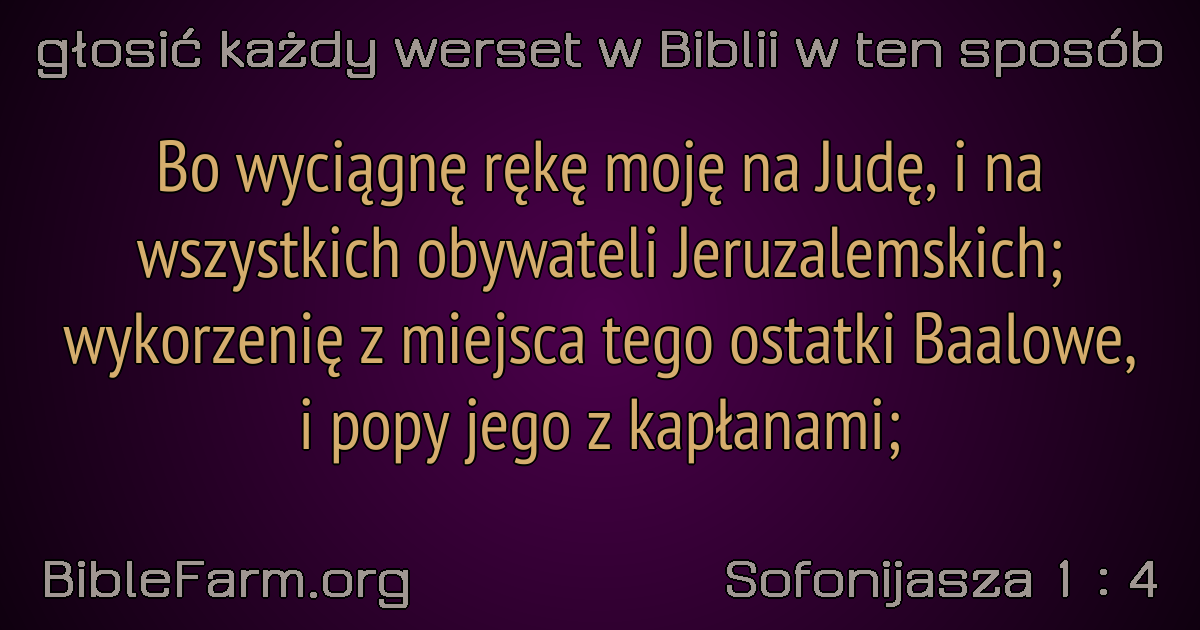 głosić każdy werset w Biblii w ten sposób
Bo wyciągnę rękę moję na Judę, i na
wszystkich obywateli Jeruzalemskich;
wykorzenię z miejsca tego ostatki Baalowe,
i popy jego z kapłanami;
BibleFarm.org
Sofonijasza 1 : 4